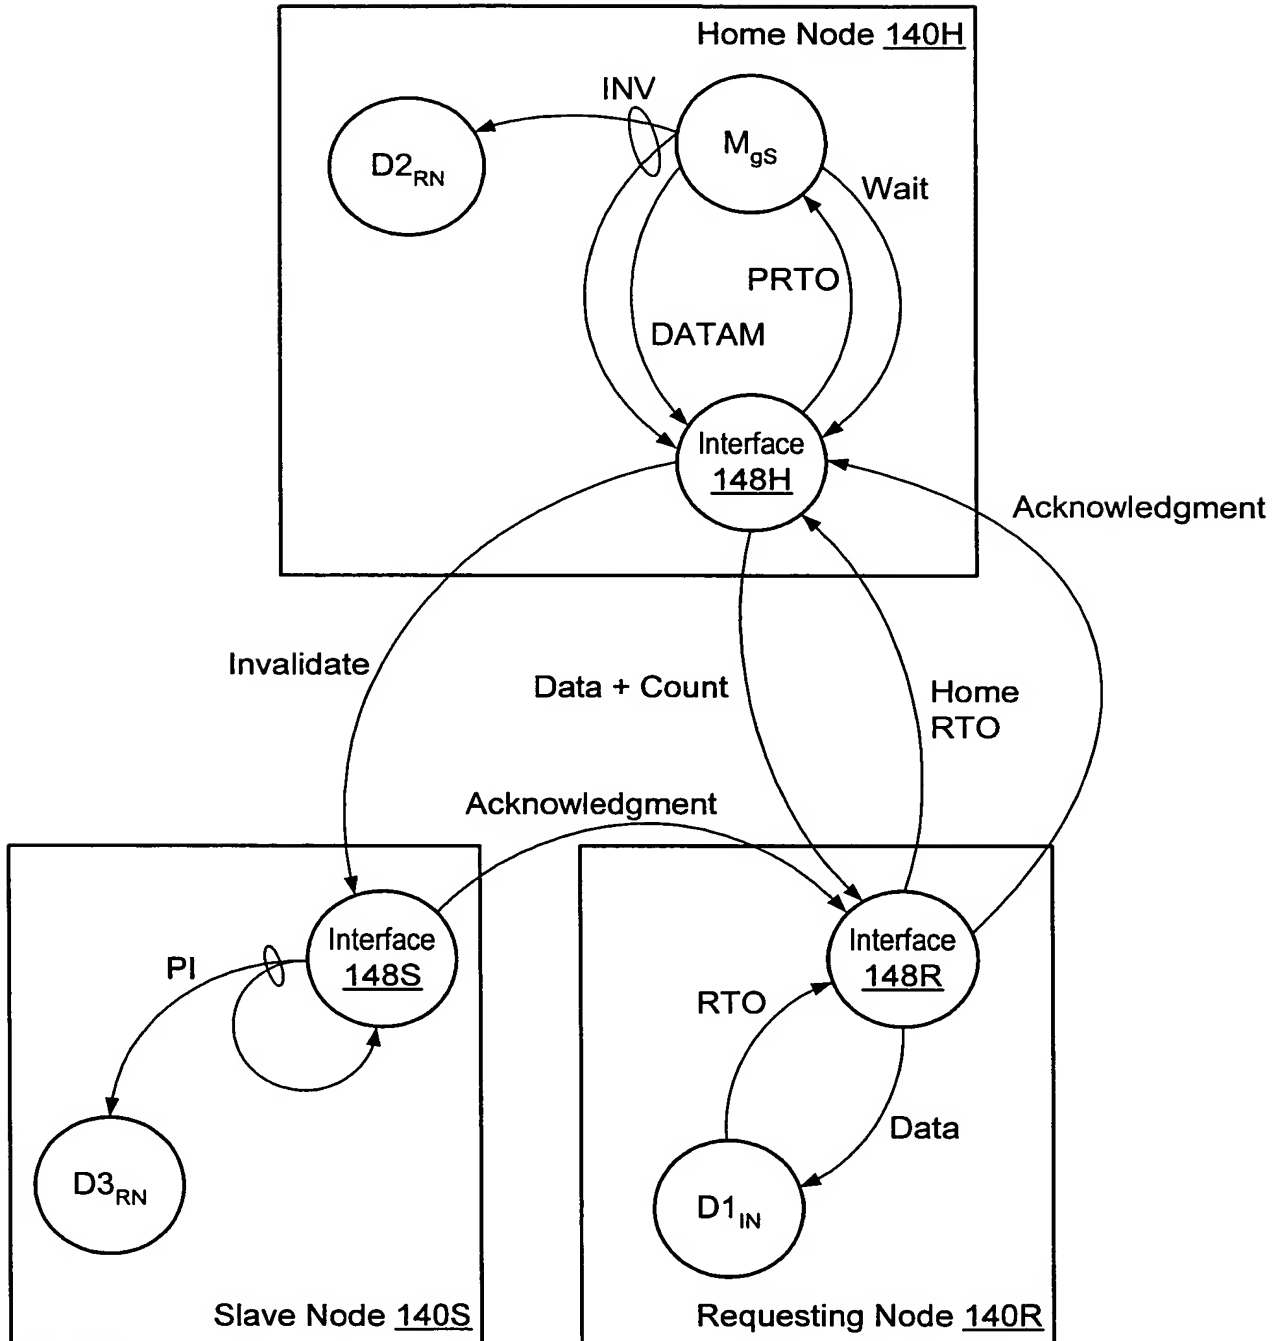 Home Node 140H
INV
MgS
D2RN
Wait
PRTO
DATAM
Interface
148H
Acknowledgment
Invalidate
Data + Count
Home
RTO
Acknowledgment
Interface
148S
PI
Interface
148R
RTO
Data
D3RN
D1IN
Slave Node 140S
Requesting Node 140R